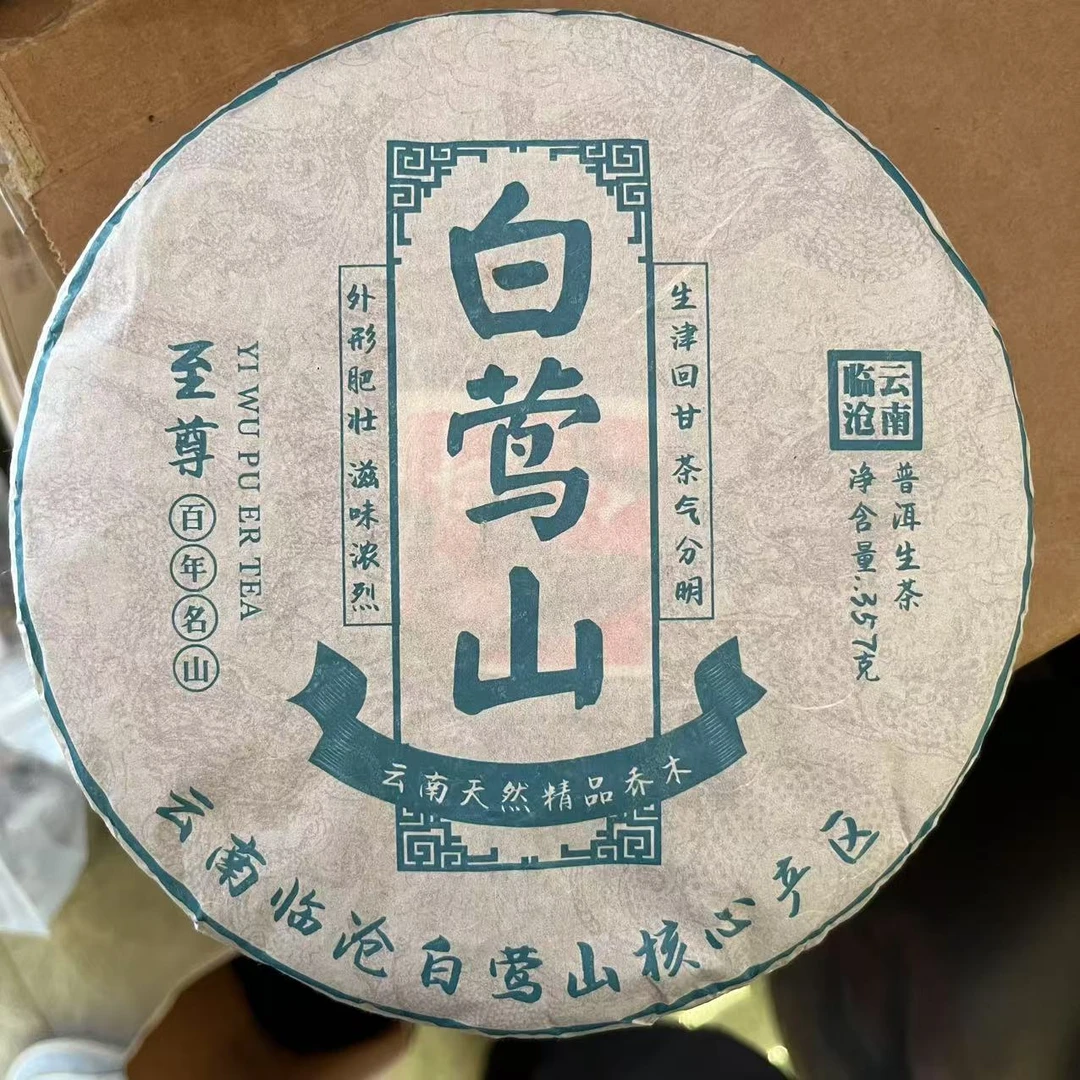 白莺山
生津回甘 茶气分明
外形肥壮 滋味浓烈
云南天然精品乔木
云南
临沧
普洱生茶
净含量:357克
YI WU PU ER TEA
至尊百年名山
云南临沧白莺山核心产区